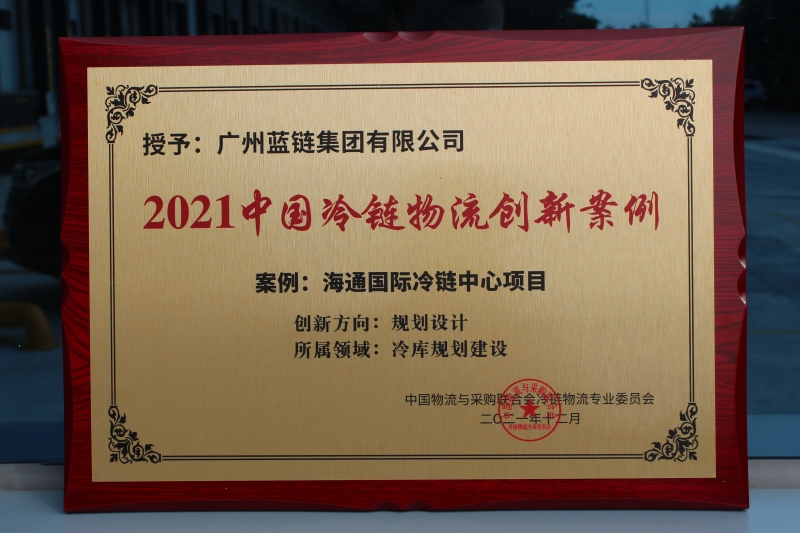 授予：广州蓝链集团有限公司
2021中国冷链物流创新案例
案例：海通国际冷链中心项目
创新方向：规划设计
所属领域：冷库规划建设
中国物流与采购联合会冷链物流专业委员会
二〇二一年十二月